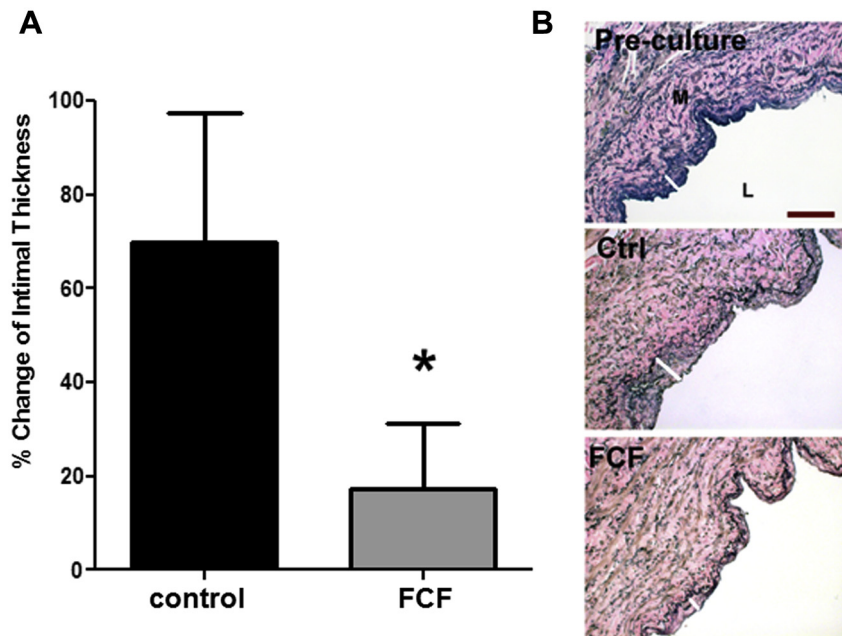 A
% Change of Intimal Thickness
100
80
60
40
20
0
*
control
FCF
B
Pre-culture
M
L
Ctrl
FCF